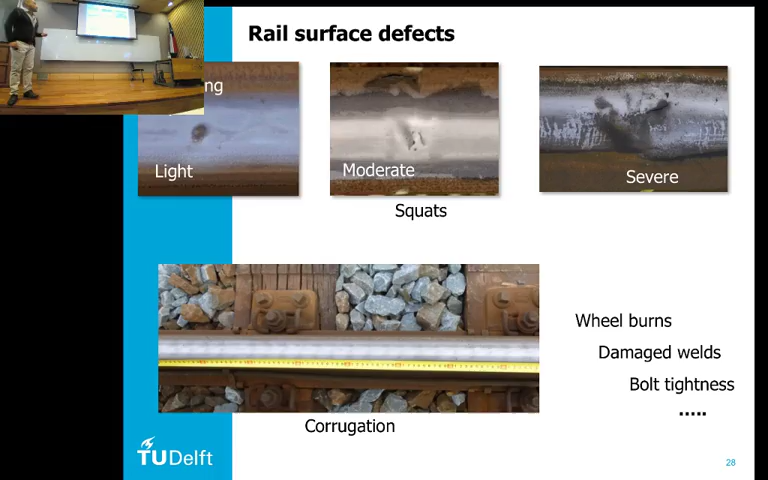 Rail surface defects
ng
Light
Moderate
Severe
Squats
Wheel burns
Damaged welds
Bolt tightness
.....
Corrugation
TUDelft
28